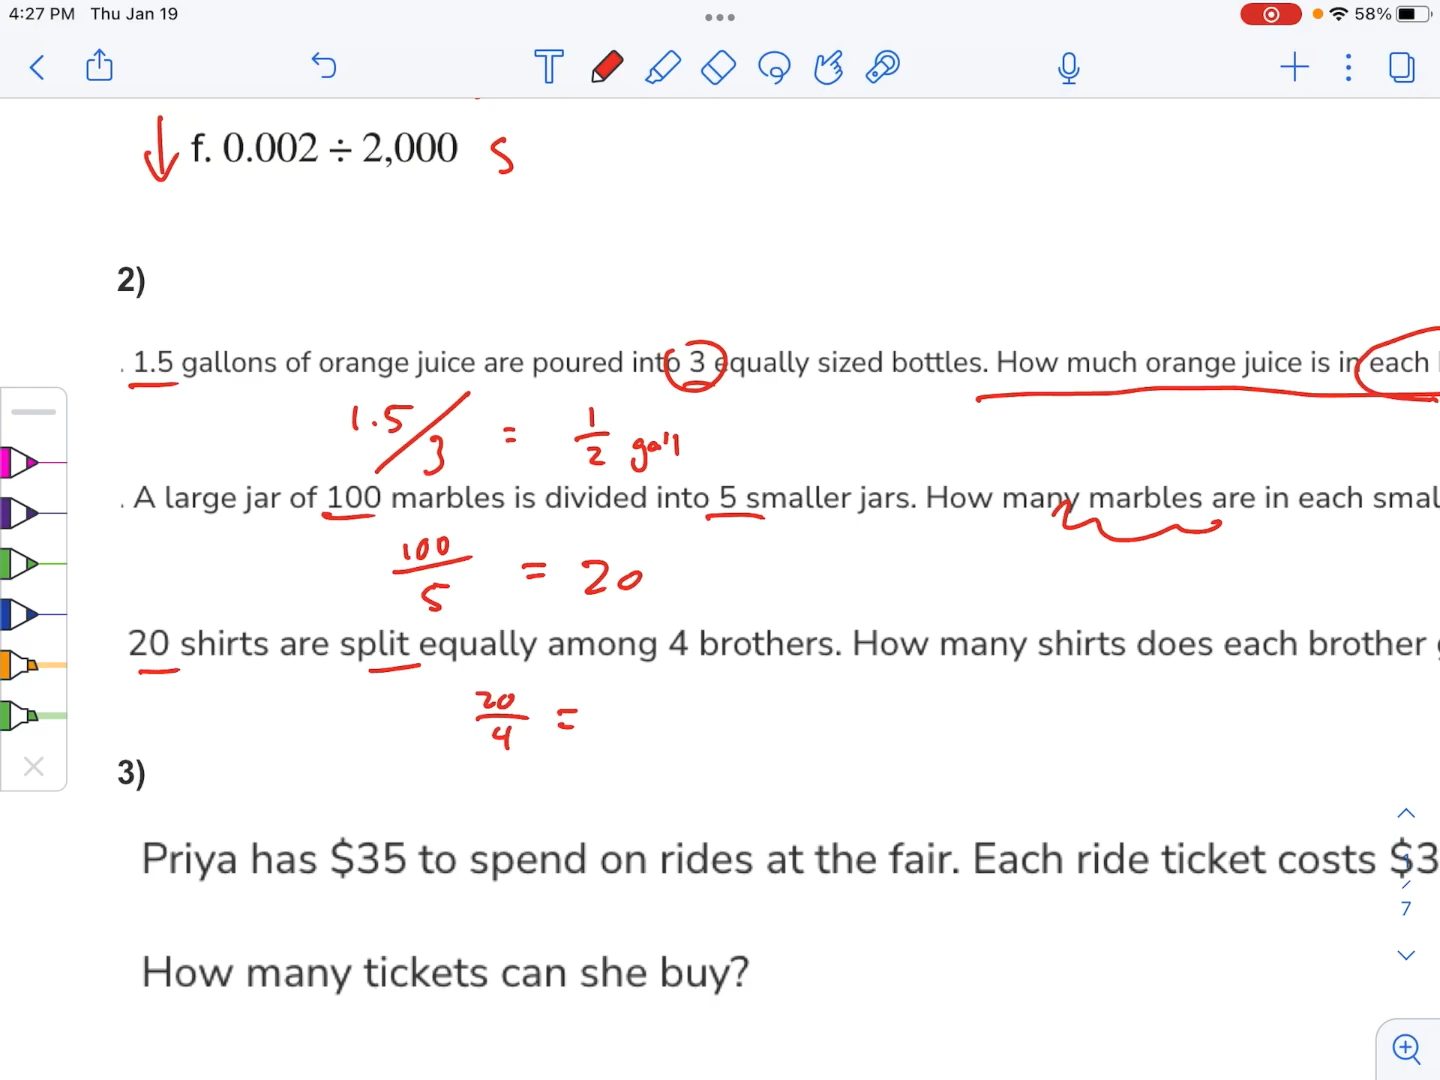 4:27 PM Thu Jan 19
58%
f. 0.002 ÷ 2,000 S
2)
. 1.5 gallons of orange juice are poured into 3 equally sized bottles. How much orange juice is in each
1.5/3 = 1/2 gal
. A large jar of 100 marbles is divided into 5 smaller jars. How many marbles are in each smal
100/5 = 20
20 shirts are split equally among 4 brothers. How many shirts does each brother
20/4 =
3)
Priya has $35 to spend on rides at the fair. Each ride ticket costs $3
How many tickets can she buy?
1
/
7